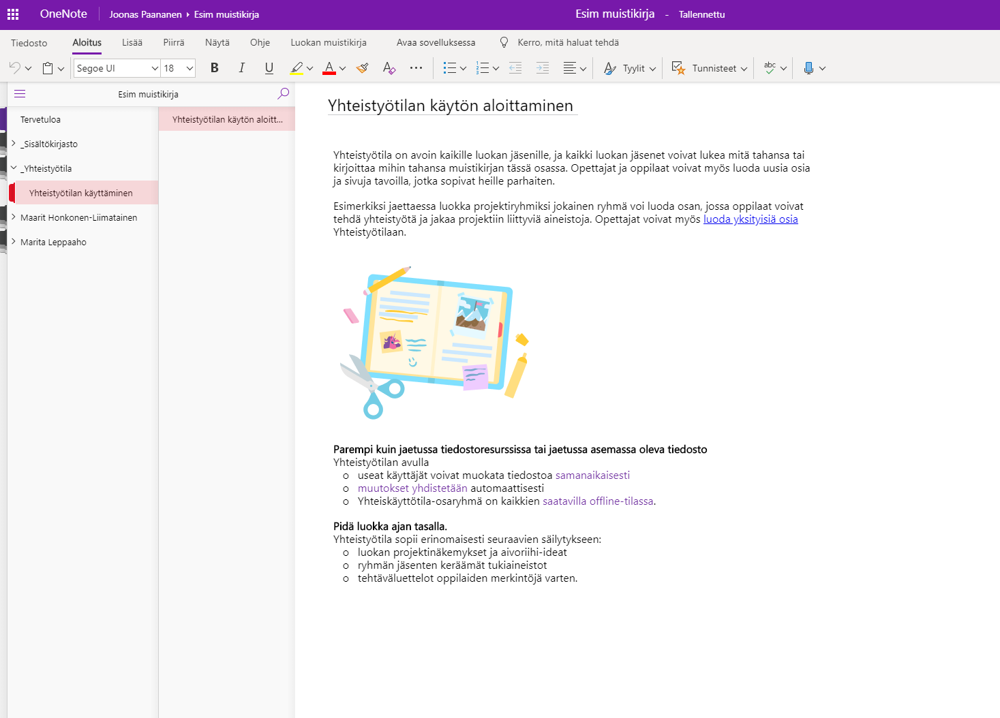 OneNote Joonas Paananen Esim muistikirja Esim muistikirja - Tallennettu
Tiedosto Aloitus Lisää Piirrä Näytä Ohje Luokan muistikirja Avaa sovelluksessa Kerro, mitä haluat tehdä
Segoe UI 18 B I U A A Tyylit Tunnisteet abc
Esim muistikirja
Tervetuloa
_Sisältökirjasto
_Yhteistyötila
Yhteistyötilan käyttäminen
Maarit Honkonen-Liimatainen
Marita Leppaaho
Yhteistyötilan käytön aloitt...
Yhteistyötilan käytön aloittaminen
Yhteistyötila on avoin kaikille luokan jäsenille, ja kaikki luokan jäsenet voivat lukea mitä tahansa tai
kirjoittaa mihin tahansa muistikirjan tässä osassa. Opettajat ja oppilaat voivat myös luoda uusia osia
ja sivuja tavoilla, jotka sopivat heille parhaiten.
Esimerkiksi jaettaessa luokka projektiryhmiksi jokainen ryhmä voi luoda osan, jossa oppilaat voivat
tehdä yhteistyötä ja jakaa projektiin liittyviä aineistoja. Opettajat voivat myös luoda yksityisiä osia
Yhteistyötilaan.
Parempi kuin jaetussa tiedostoresurssissa tai jaetussa asemassa oleva tiedosto
Yhteistyötilan avulla
o useat käyttäjät voivat muokata tiedostoa samanaikaisesti
o muutokset yhdistetään automaattisesti
o Yhteiskäyttötila-osaryhmä on kaikkien saatavilla offline-tilassa.
Pidä luokka ajan tasalla.
Yhteistyötila sopii erinomaisesti seuraavien säilytykseen:
o luokan projektinäkemykset ja aivoriihi-ideat
o ryhmän jäsenten keräämät tukiaineistot
o tehtäväluettelot oppilaiden merkintöjä varten.